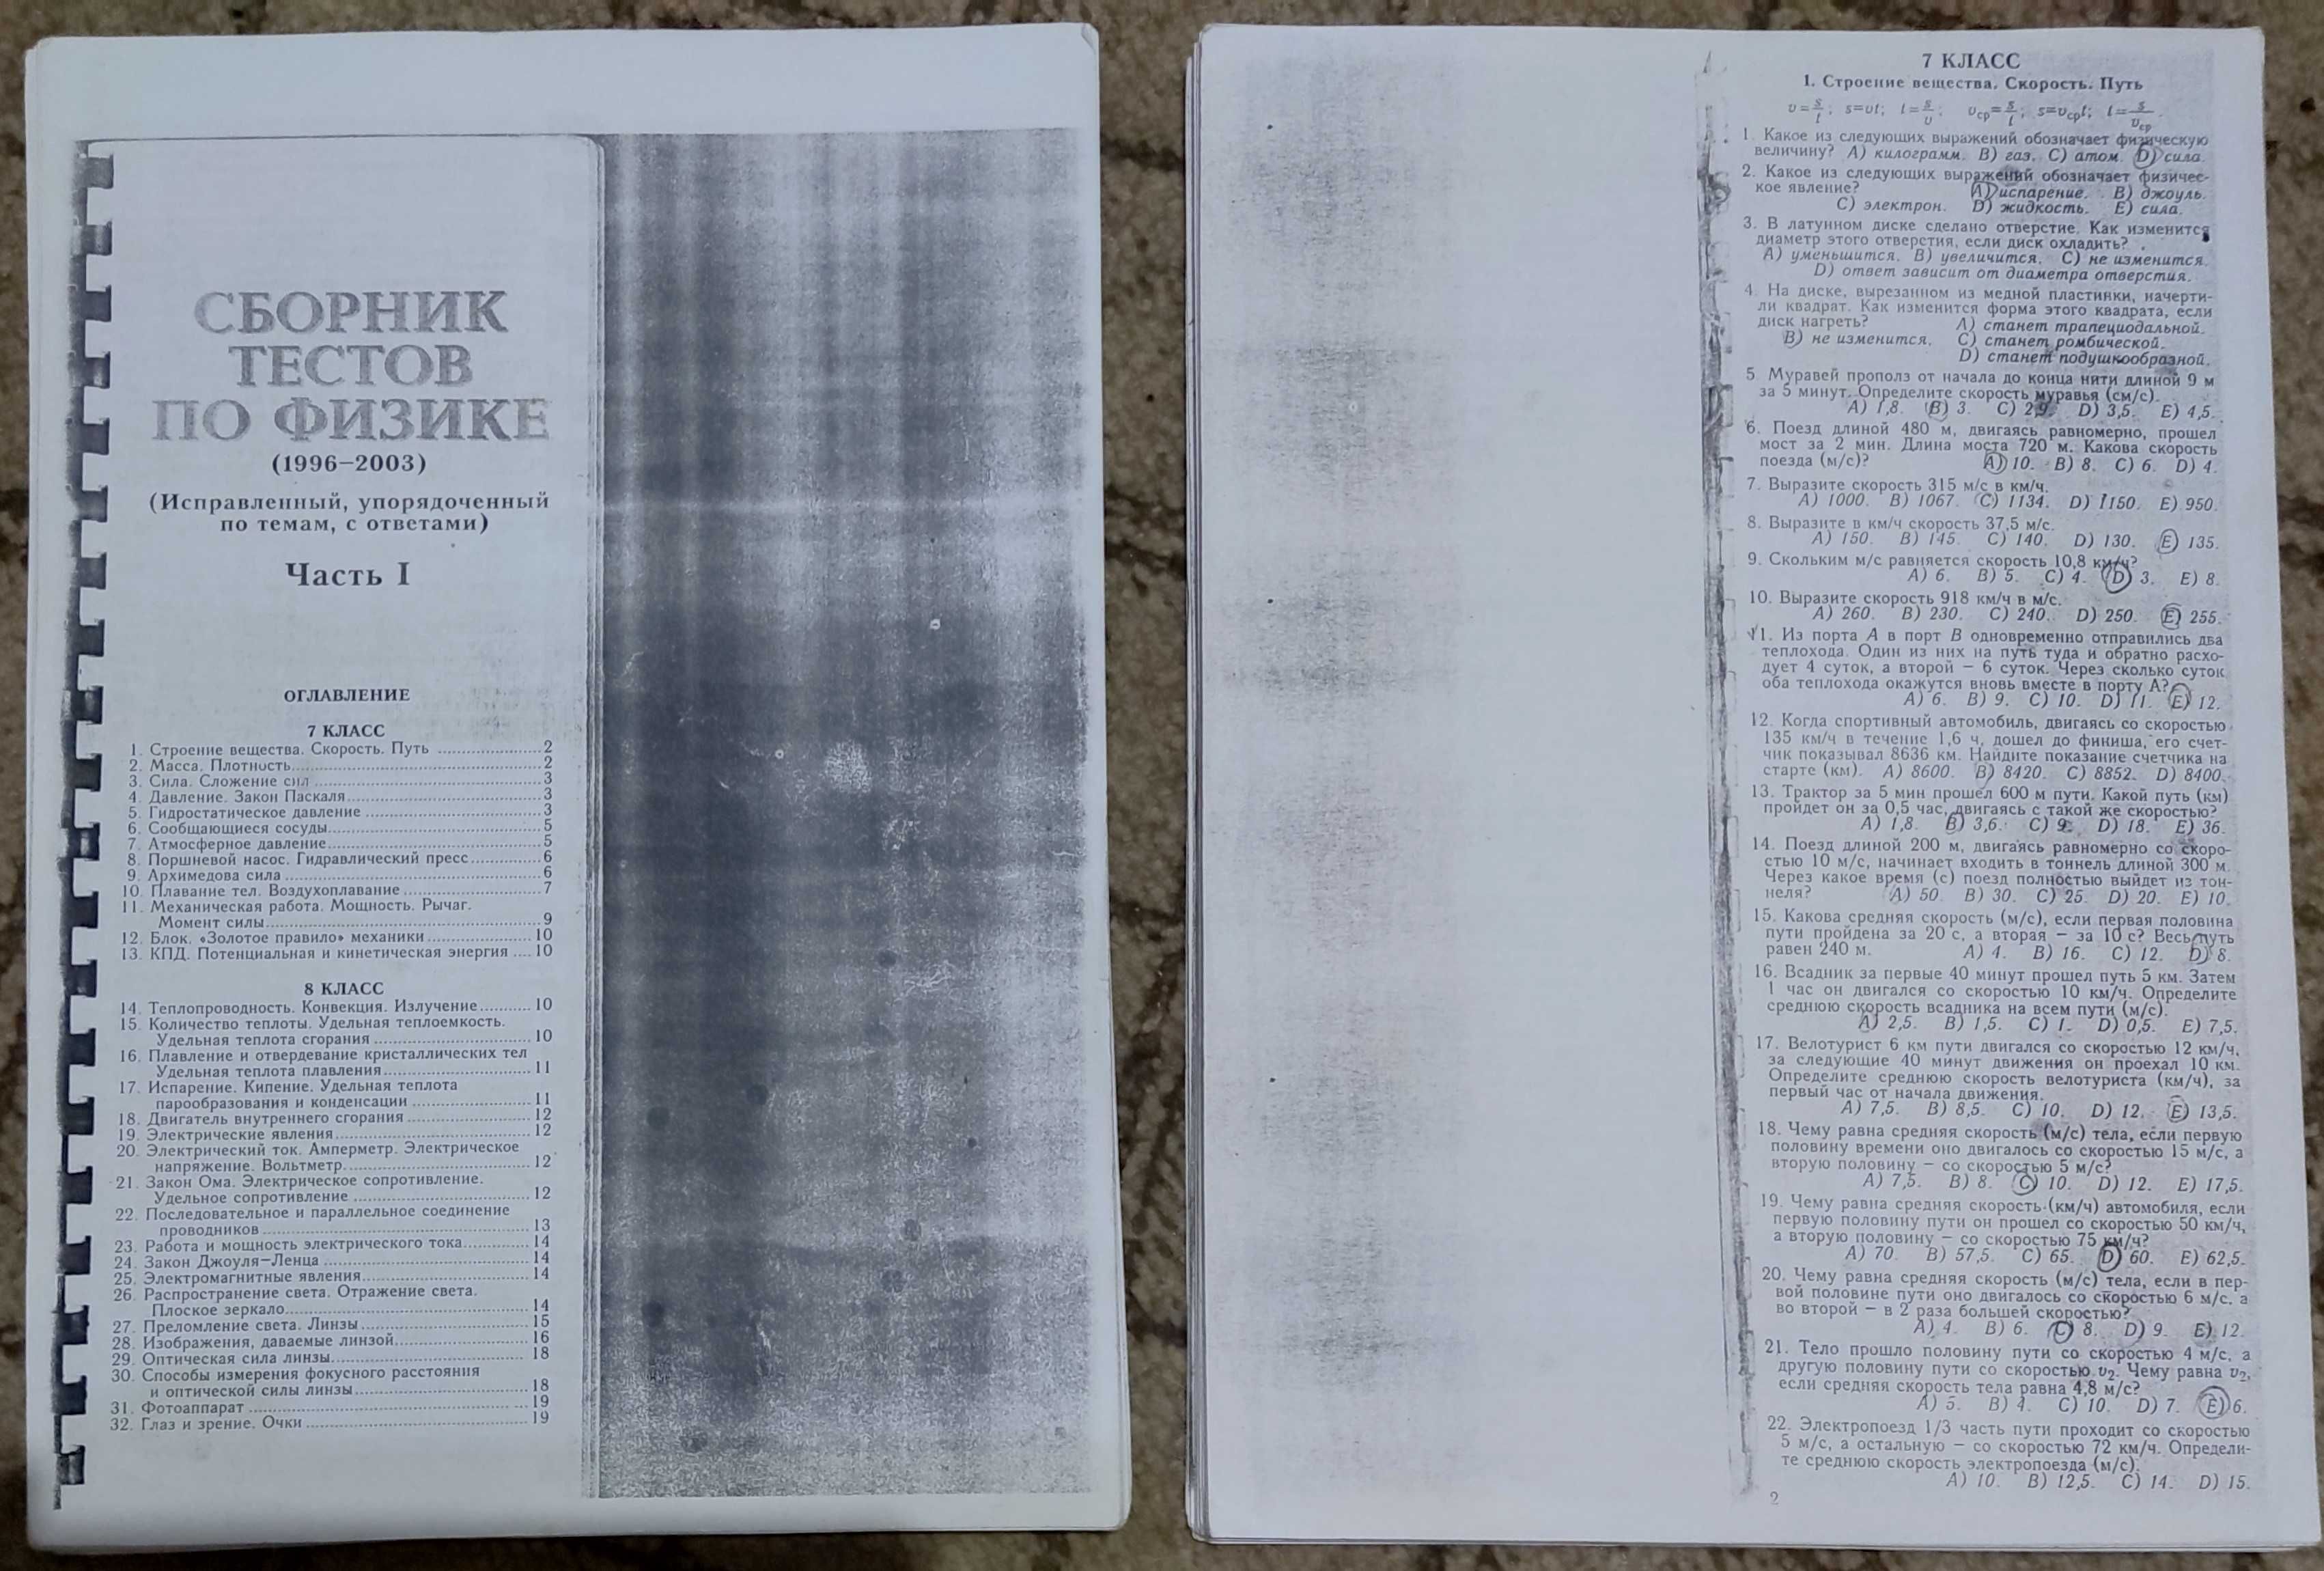 СБОРНИК
ТЕСТОВ
ПО ФИЗИКЕ
(1996–2003)
(Исправленный, упорядоченный
по темам, с ответами)
Часть I
ОГЛАВЛЕНИЕ
7 КЛАСС
1. Строение вещества. Скорость. Путь ........ 2
2. Масса. Плотность........ 2
3. Сила. Сложение сил ........ 3
4. Давление. Закон Паскаля........ 3
5. Гидростатическое давление ........ 3
6. Сообщающиеся сосуды........ 5
7. Атмосферное давление........ 5
8. Поршневой насос. Гидравлический пресс........ 6
9. Архимедова сила ........ 6
10. Плавание тел. Воздухоплавание ........ 7
11. Механическая работа. Мощность. Рычаг.
Момент силы........ 9
12. Блок. «Золотое правило» механики ........ 10
13. КПД. Потенциальная и кинетическая энергия .... 10
8 КЛАСС
14. Теплопроводность. Конвекция. Излучение........ 10
15. Количество теплоты. Удельная теплоемкость.
Удельная теплота сгорания ........ 10
16. Плавление и отвердевание кристаллических тел
Удельная теплота плавления........ 11
17. Испарение. Кипение. Удельная теплота
парообразования и конденсации ........ 11
18. Двигатель внутреннего сгорания ........ 12
19. Электрические явления........ 12
20. Электрический ток. Амперметр. Электрическое
напряжение. Вольтметр........ 12
21. Закон Ома. Электрическое сопротивление.
Удельное сопротивление ........ 12
22. Последовательное и параллельное соединение
проводников ........ 13
23. Работа и мощность электрического тока........ 14
24. Закон Джоуля–Ленца ........ 14
25. Электромагнитные явления........ 14
26. Распространение света. Отражение света.
Плоское зеркало........ 14
27. Преломление света. Линзы ........ 15
28. Изображения, даваемые линзой........ 16
29. Оптическая сила линзы........ 18
30. Способы измерения фокусного расстояния
и оптической силы линзы........ 18
31. Фотоаппарат ........ 19
32. Глаз и зрение. Очки ........ 19
7 КЛАСС
1. Строение вещества. Скорость. Путь
υ=s/t; s=υt; t=s/υ; υср=s/t; s=υсрt; t=s/υср.
1. Какое из следующих выражений обозначает физическую
величину? A) килограмм. B) газ. C) атом. D) сила.
2. Какое из следующих выражений обозначает физичес-
кое явление? A) испарение. B) джоуль.
C) электрон. D) жидкость. E) сила.
3. В латунном диске сделано отверстие. Как изменится
диаметр этого отверстия, если диск охладить?
A) уменьшится. B) увеличится. C) не изменится.
D) ответ зависит от диаметра отверстия.
4. На диске, вырезанном из медной пластинки, начерти-
ли квадрат. Как изменится форма этого квадрата, если
диск нагреть? A) станет трапециодальной.
B) не изменится. C) станет ромбической.
D) станет подушкообразной.
5. Муравей прополз от начала до конца нити длиной 9 м
за 5 минут. Определите скорость муравья (см/с).
A) 1,8. B) 3. C) 2,9. D) 3,5. E) 4,5.
6. Поезд длиной 480 м, двигаясь равномерно, прошел
мост за 2 мин. Длина моста 720 м. Какова скорость
поезда (м/с)? A) 10. B) 8. C) 6. D) 4.
7. Выразите скорость 315 м/с в км/ч.
A) 1000. B) 1067. C) 1134. D) 1150. E) 950.
8. Выразите в км/ч скорость 37,5 м/с.
A) 150. B) 145. C) 140. D) 130. E) 135.
9. Скольким м/с равняется скорость 10,8 км/ч?
A) 6. B) 5. C) 4. D) 3. E) 8.
10. Выразите скорость 918 км/ч в м/с.
A) 260. B) 230. C) 240. D) 250. E) 255.
11. Из порта A в порт B одновременно отправились два
теплохода. Один из них на путь туда и обратно расхо-
дует 4 суток, а второй – 6 суток. Через сколько суток
оба теплохода окажутся вновь вместе в порту A?
A) 6. B) 9. C) 10. D) 11. E) 12.
12. Когда спортивный автомобиль, двигаясь со скоростью
135 км/ч в течение 1,6 ч, дошел до финиша, его счет-
чик показывал 8636 км. Найдите показание счетчика на
старте (км). A) 8600. B) 8420. C) 8852. D) 8400.
13. Трактор за 5 мин прошел 600 м пути. Какой путь (км)
пройдет он за 0,5 час, двигаясь с такой же скоростью?
A) 1,8. B) 3,6. C) 9. D) 18. E) 36.
14. Поезд длиной 200 м, двигаясь равномерно со скоро-
стью 10 м/с, начинает входить в тоннель длиной 300 м.
Через какое время (с) поезд полностью выйдет из тон-
неля? A) 50. B) 30. C) 25. D) 20. E) 10.
15. Какова средняя скорость (м/с), если первая половина
пути пройдена за 20 с, а вторая – за 10 с? Весь путь
равен 240 м. A) 4. B) 16. C) 12. D) 8.
16. Всадник за первые 40 минут прошел путь 5 км. Затем
1 час он двигался со скоростью 10 км/ч. Определите
среднюю скорость всадника на всем пути (м/с).
A) 2,5. B) 1,5. C) 1. D) 0,5. E) 7,5.
17. Велотурист 6 км пути двигался со скоростью 12 км/ч,
за следующие 40 минут движения он проехал 10 км.
Определите среднюю скорость велотуриста (км/ч), за
первый час от начала движения.
A) 7,5. B) 8,5. C) 10. D) 12. E) 13,5.
18. Чему равна средняя скорость (м/с) тела, если первую
половину времени оно двигалось со скоростью 15 м/с, а
вторую половину – со скоростью 5 м/с?
A) 7,5. B) 8. C) 10. D) 12. E) 17,5.
19. Чему равна средняя скорость (км/ч) автомобиля, если
первую половину пути он прошел со скоростью 50 км/ч,
а вторую половину – со скоростью 75 км/ч?
A) 70. B) 57,5. C) 65. D) 60. E) 62,5.
20. Чему равна средняя скорость (м/с) тела, если в пер-
вой половине пути оно двигалось со скоростью 6 м/с, а
во второй – в 2 раза большей скоростью?
A) 4. B) 6. C) 8. D) 9. E) 12.
21. Тело прошло половину пути со скоростью 4 м/с, а
другую половину пути со скоростью υ2. Чему равна υ2,
если средняя скорость тела равна 4,8 м/с?
A) 5. B) 4. C) 10. D) 7. E) 6.
22. Электропоезд 1/3 часть пути проходит со скоростью
5 м/с, а остальную – со скоростью 72 км/ч. Определи-
те среднюю скорость электропоезда (м/с).
A) 10. B) 12,5. C) 14. D) 15.
2